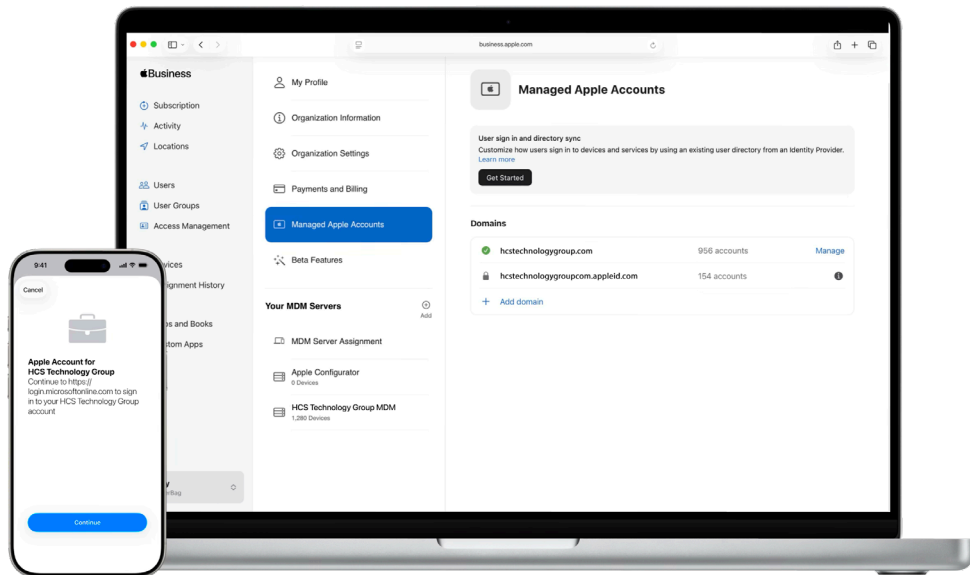 business.apple.com
Business
Subscription
Activity
Locations
Users
User Groups
Access Management
vices
ignment History
s and Books
tom Apps
My Profile
Organization Information
Organization Settings
Payments and Billing
Managed Apple Accounts
Beta Features
Your MDM Servers
Add
MDM Server Assignment
Apple Configurator
0 Devices
HCS Technology Group MDM
1,280 Devices
Managed Apple Accounts
User sign in and directory sync
Customize how users sign in to devices and services by using an existing user directory from an Identity Provider.
Learn more
Get Started
Domains
hcstechnologygroup.com 956 accounts Manage
hcstechnologygroupcom.appleid.com 154 accounts
Add domain
9:41
Cancel
Apple Account for
HCS Technology Group
Continue to https://
login.microsoftonline.com to sign
in to your HCS Technology Group
account
Continue